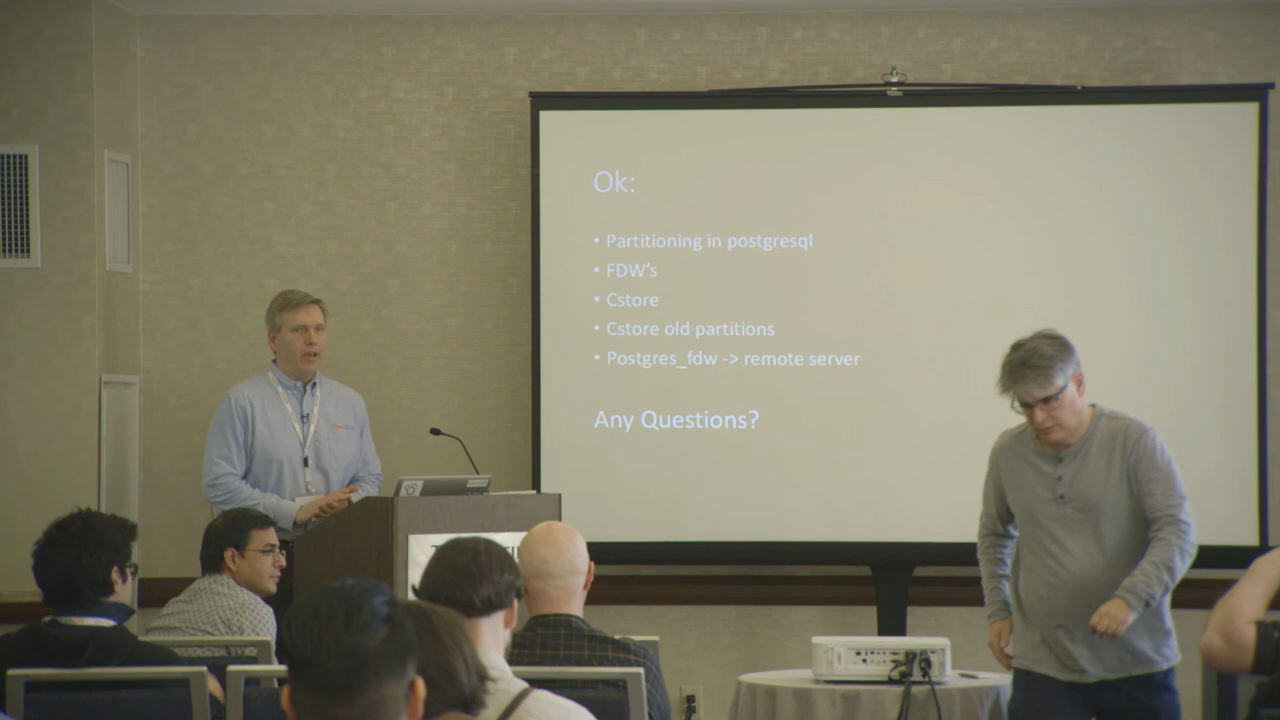 Ok:
• Partitioning in postgresql
• FDW's
• Cstore
• Cstore old partitions
• Postgres_fdw -> remote server
Any Questions?